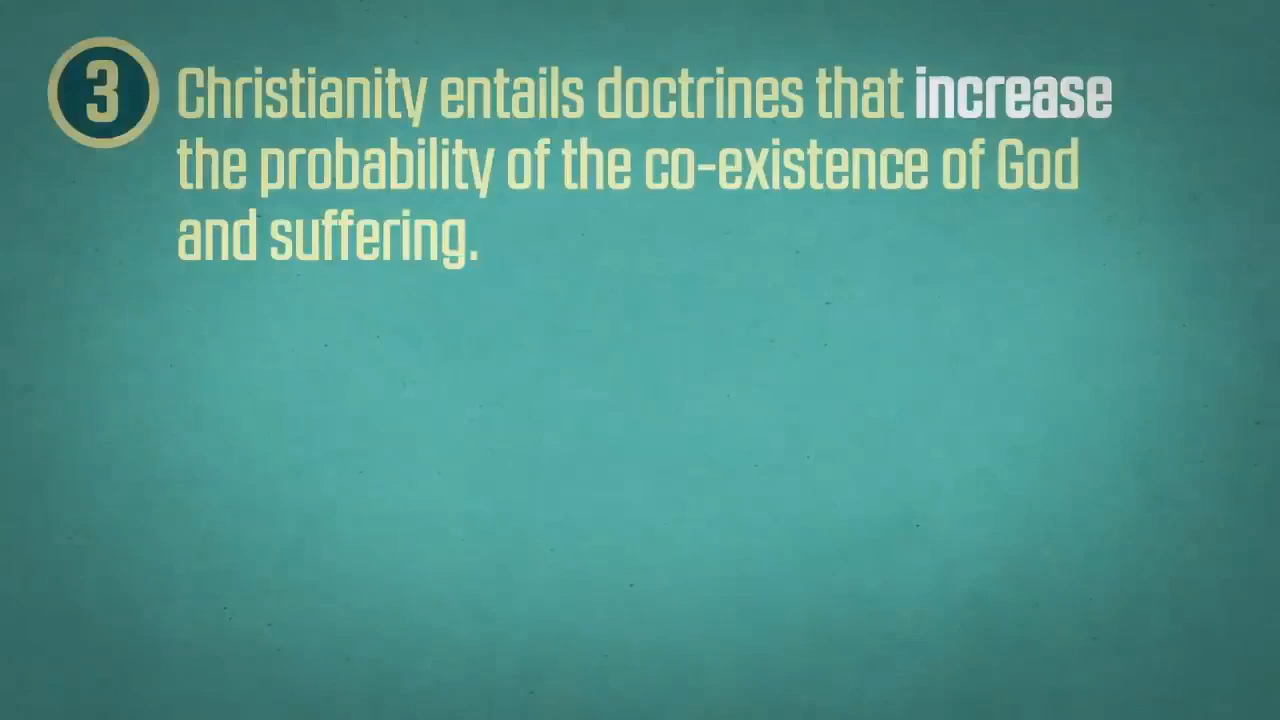 3 Christianity entails doctrines that increase
the probability of the co-existence of God
and suffering.